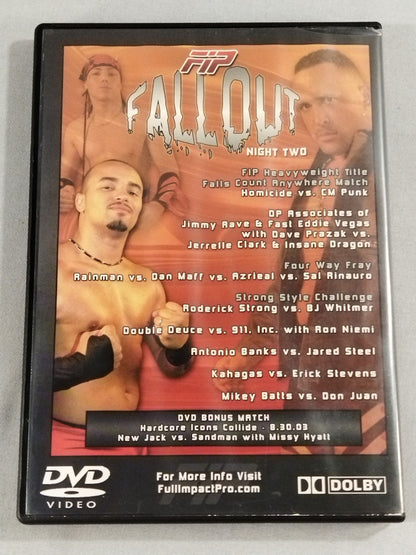 FIP
FALLOUT
NIGHT TWO
FIP Heavyweight Title
Falls Count Anywhere Match
Homicide vs. CM Punk
DP Associates of
Jimmy Rave & Fast Eddie Vegas
with Dave Prazak vs.
Jerrelle Clark & Insane Dragon
Four Way Fray
Rainman vs. Dan Maff vs. Azrieal vs. Sal Rinauro
Strong Style Challenge
Roderick Strong vs. BJ Whitmer
Double Deuce vs. 911, Inc. with Ron Niemi
Antonio Banks vs. Jared Steel
Kahagas vs. Erick Stevens
Mikey Batts vs. Don Juan
DVD BONUS MATCH
Hardcore Icons Collide - 8.30.03
New Jack vs. Sandman with Missy Hyatt
DVD
VIDEO
For More Info Visit
FullImpactPro.com
DOLBY